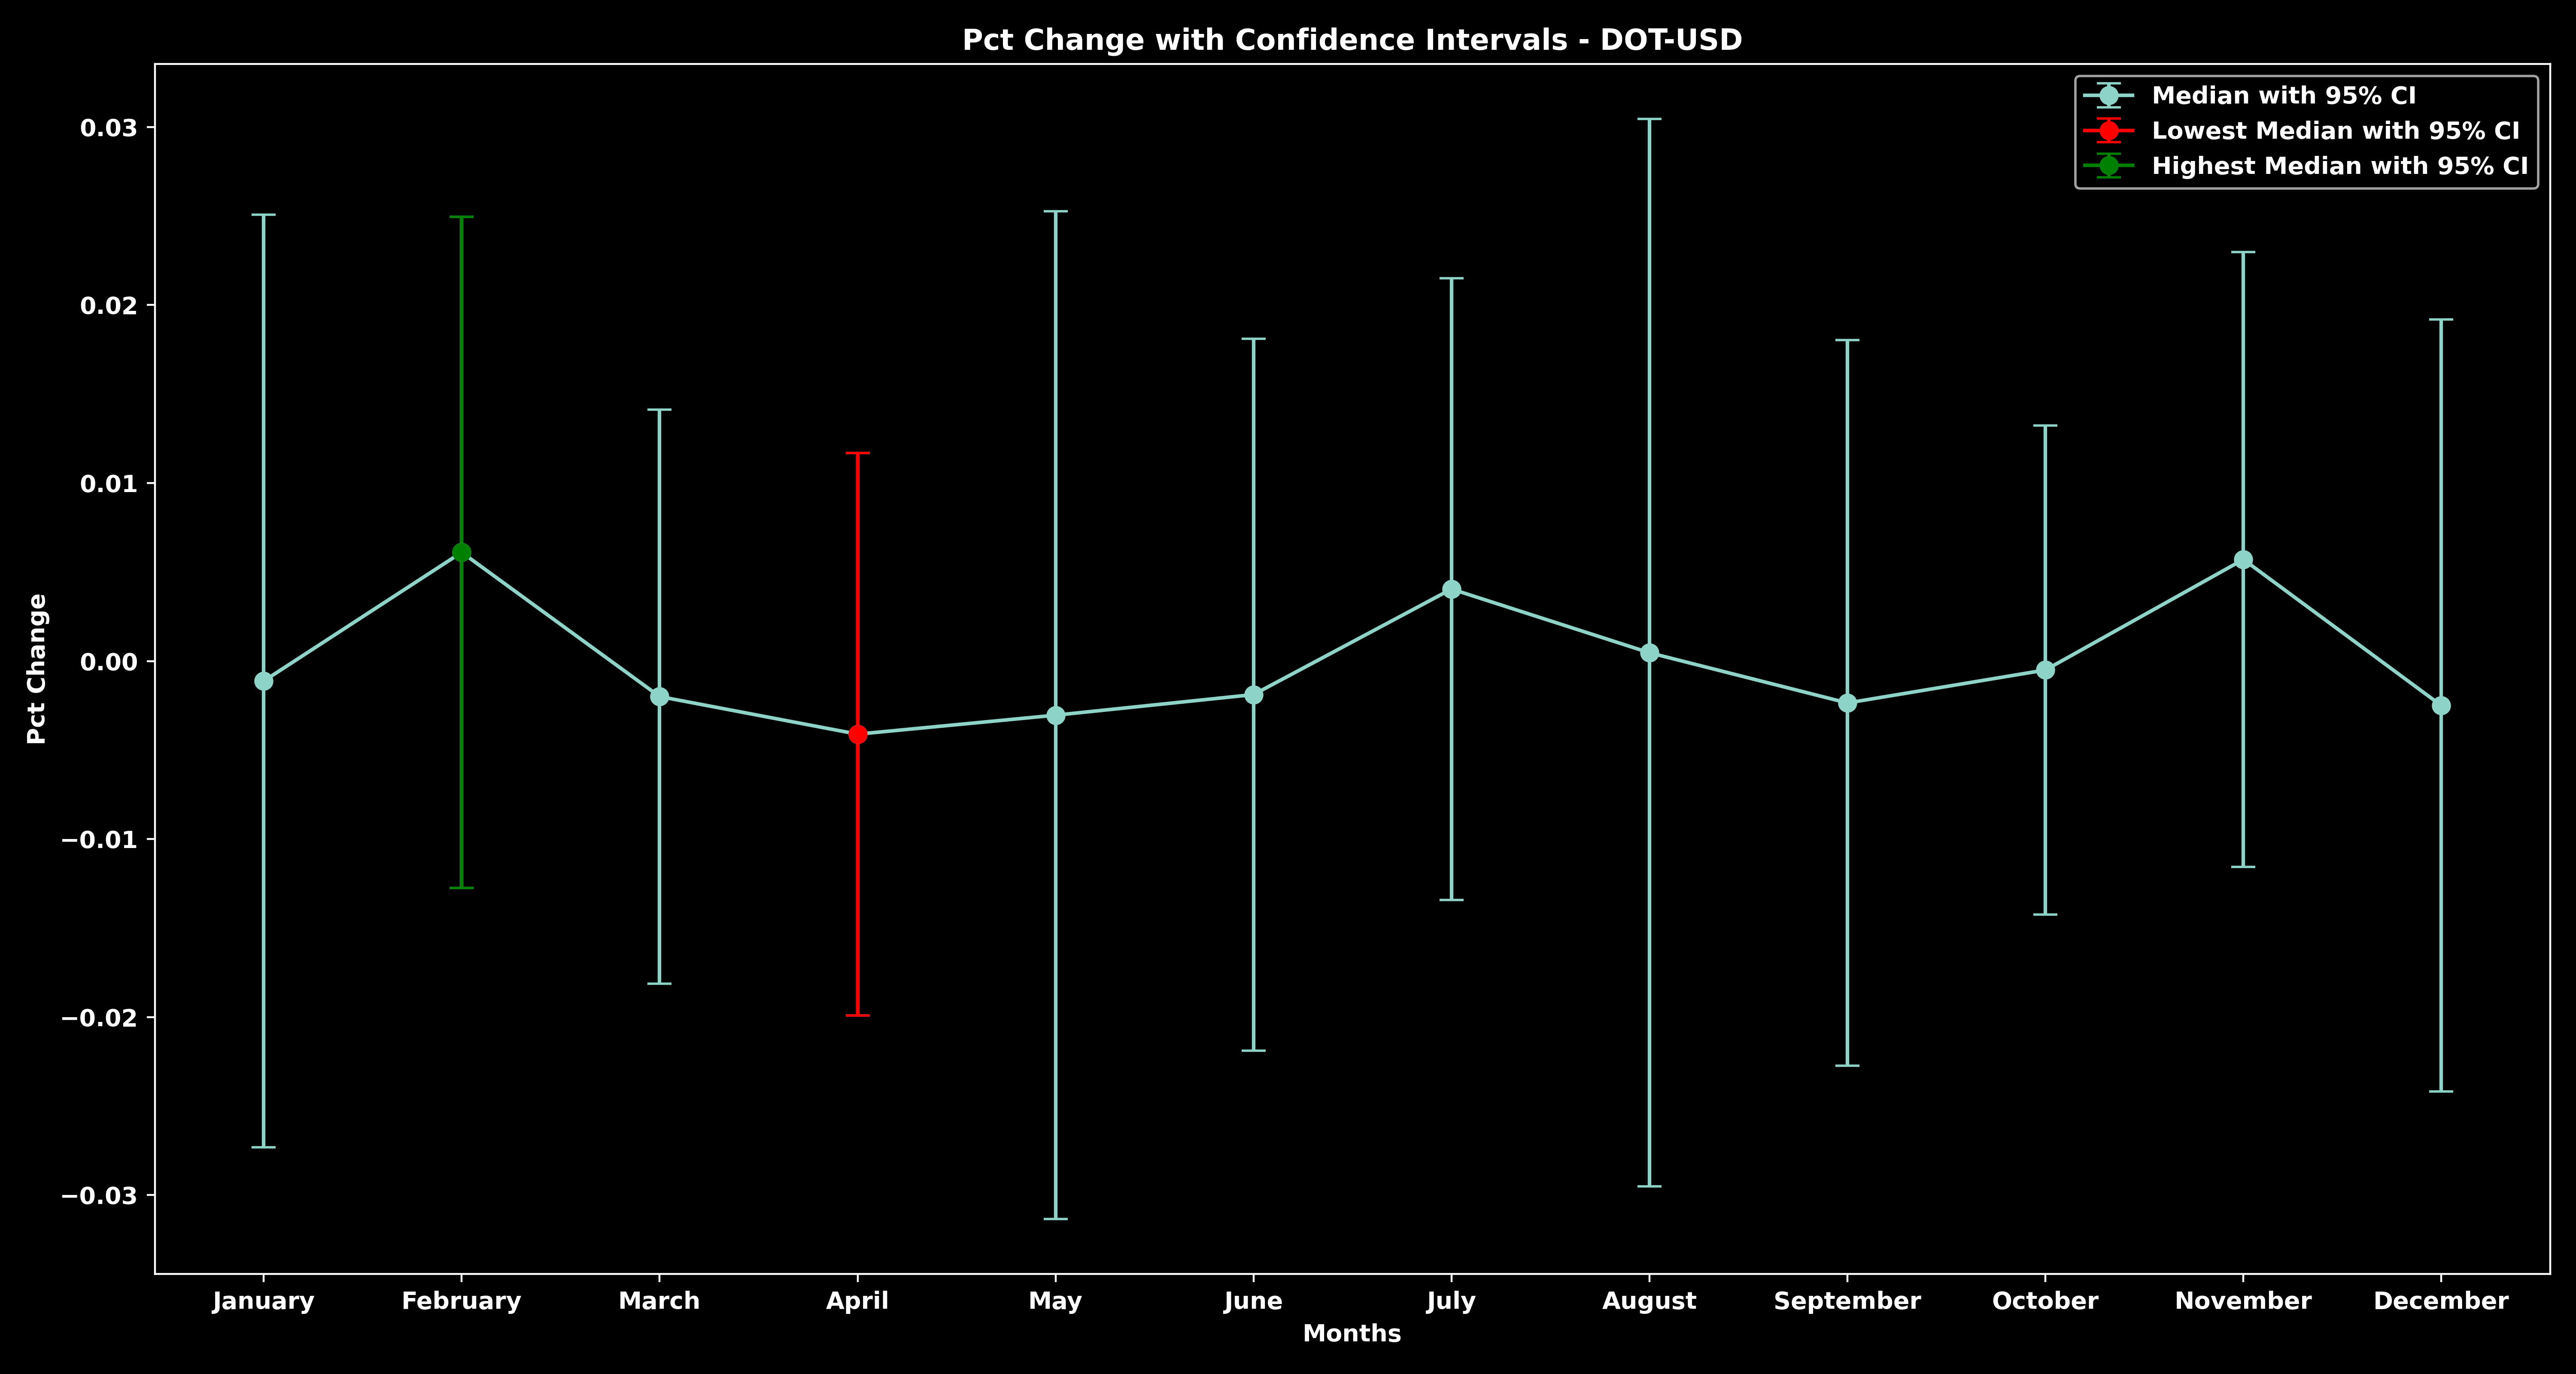 Pct Change with Confidence Intervals - DOT-USD
Median with 95% CI
Lowest Median with 95% CI
Highest Median with 95% CI
Pct Change
0.03
0.02
0.01
0.00
−0.01
−0.02
−0.03
January February March April May June July August September October November December
Months